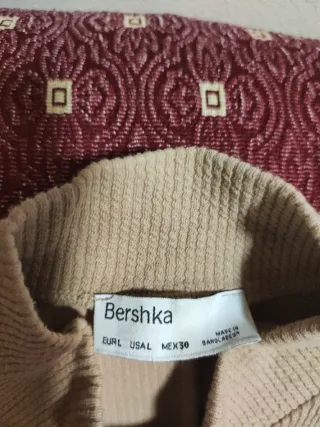 Bershka
EUR L USA L MEX 30
MADE IN
BANGLADESH